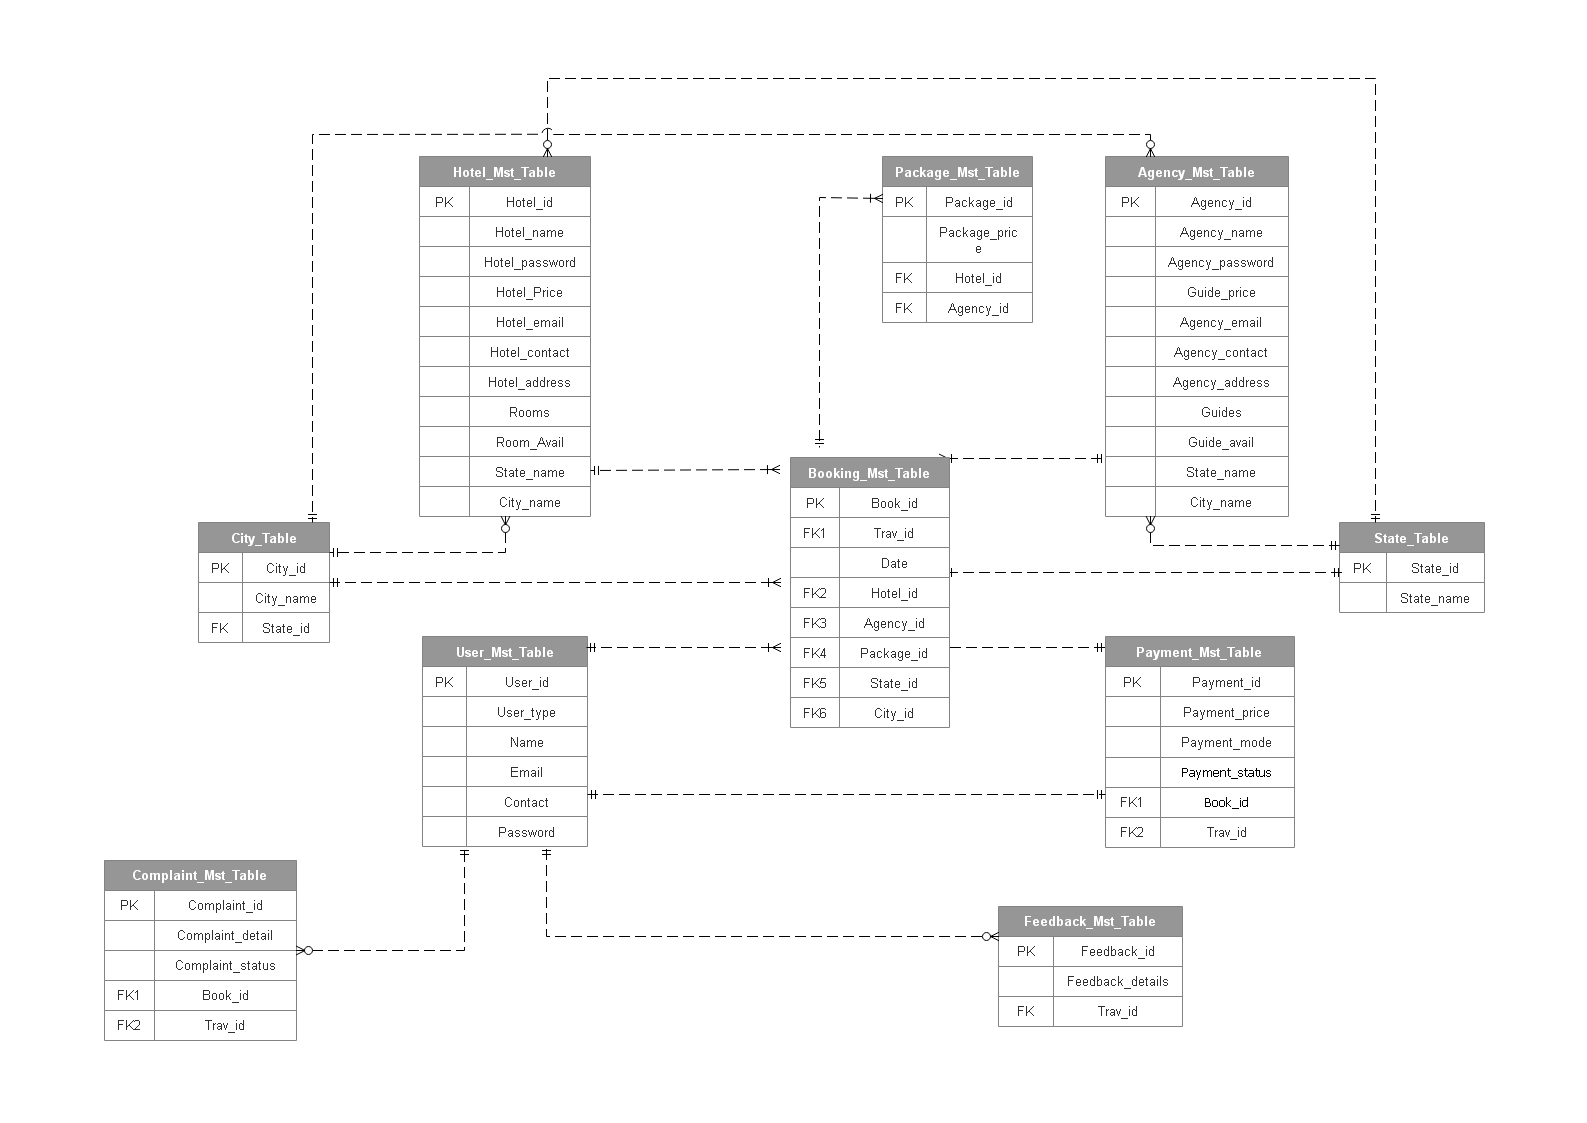 Hotel_Mst_Table
PK Hotel_id
Hotel_name
Hotel_password
Hotel_Price
Hotel_email
Hotel_contact
Hotel_address
Rooms
Room_Avail
State_name
City_name
Package_Mst_Table
PK Package_id
Package_pric
e
FK Hotel_id
FK Agency_id
Agency_Mst_Table
PK Agency_id
Agency_name
Agency_password
Guide_price
Agency_email
Agency_contact
Agency_address
Guides
Guide_avail
State_name
City_name
City_Table
PK City_id
City_name
FK State_id
Booking_Mst_Table
PK Book_id
FK1 Trav_id
Date
FK2 Hotel_id
FK3 Agency_id
FK4 Package_id
FK5 State_id
FK6 City_id
State_Table
PK State_id
State_name
User_Mst_Table
PK User_id
User_type
Name
Email
Contact
Password
Payment_Mst_Table
PK Payment_id
Payment_price
Payment_mode
Payment_status
FK1 Book_id
FK2 Trav_id
Complaint_Mst_Table
PK Complaint_id
Complaint_detail
Complaint_status
FK1 Book_id
FK2 Trav_id
Feedback_Mst_Table
PK Feedback_id
Feedback_details
FK Trav_id